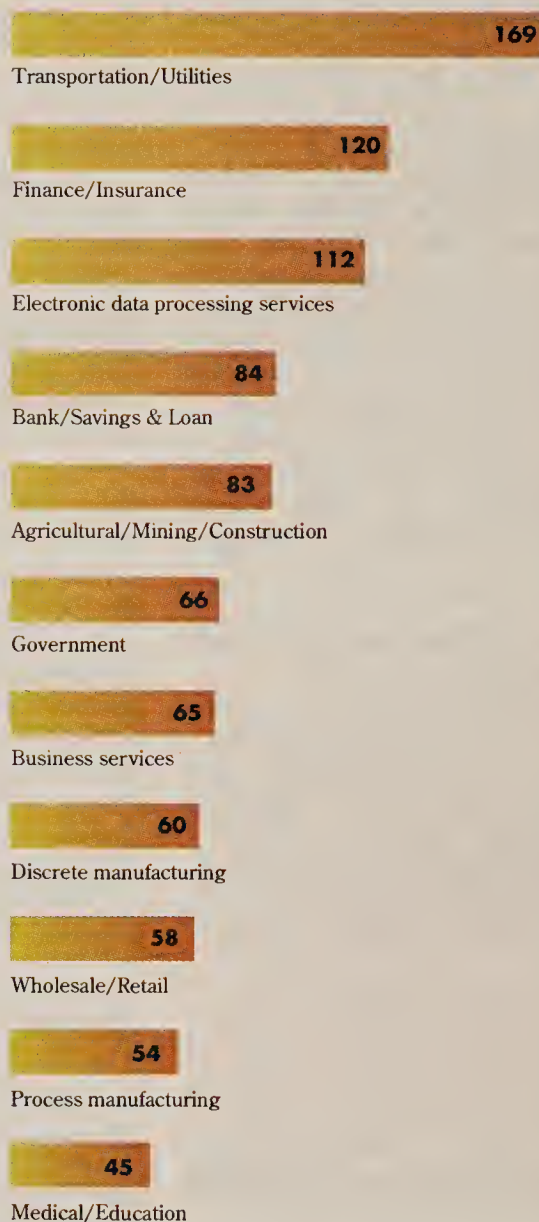 169
Transportation/Utilities
120
Finance/Insurance
112
Electronic data processing services
84
Bank/Savings & Loan
83
Agricultural/Mining/Construction
66
Government
65
Business services
60
Discrete manufacturing
58
Wholesale/Retail
54
Process manufacturing
45
Medical/Education